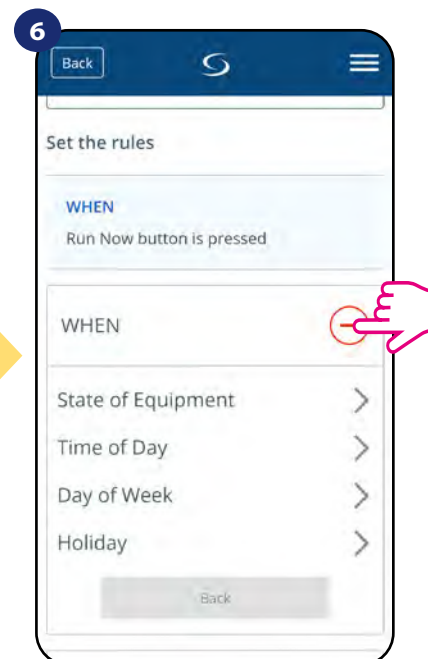 6
Back
Set the rules
WHEN
Run Now button is pressed
WHEN
State of Equipment
Time of Day
Day of Week
Holiday
Back